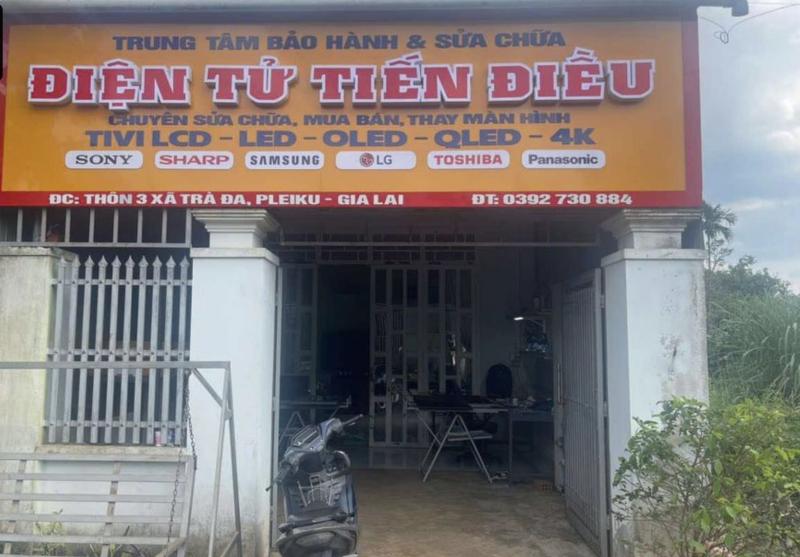 TRUNG TÂM BẢO HÀNH & SỬA CHỮA
ĐIỆN TỬ TIẾN ĐIỀU
CHUYÊN SỬA CHỮA, MUA BÁN, THAY MÀN HÌNH
TIVI LCD - LED - OLED - QLED - 4K
SONY SHARP SAMSUNG LG TOSHIBA Panasonic
ĐC: THÔN 3 XÃ TRÀ ĐA, PLEIKU - GIA LAI ĐT: 0392 730 884